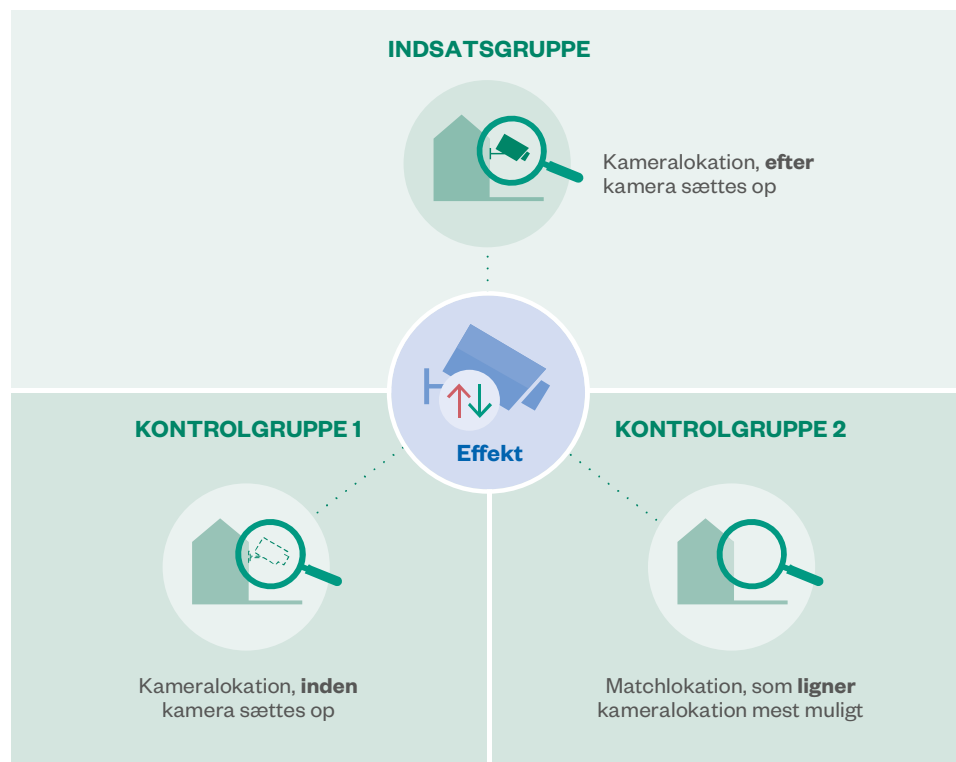 INDSATSGRUPPE
Kameralokation, efter
kamera sættes op
Effekt
KONTROLGRUPPE 1
Kameralokation, inden
kamera sættes op
KONTROLGRUPPE 2
Matchlokation, som ligner
kameralokation mest muligt